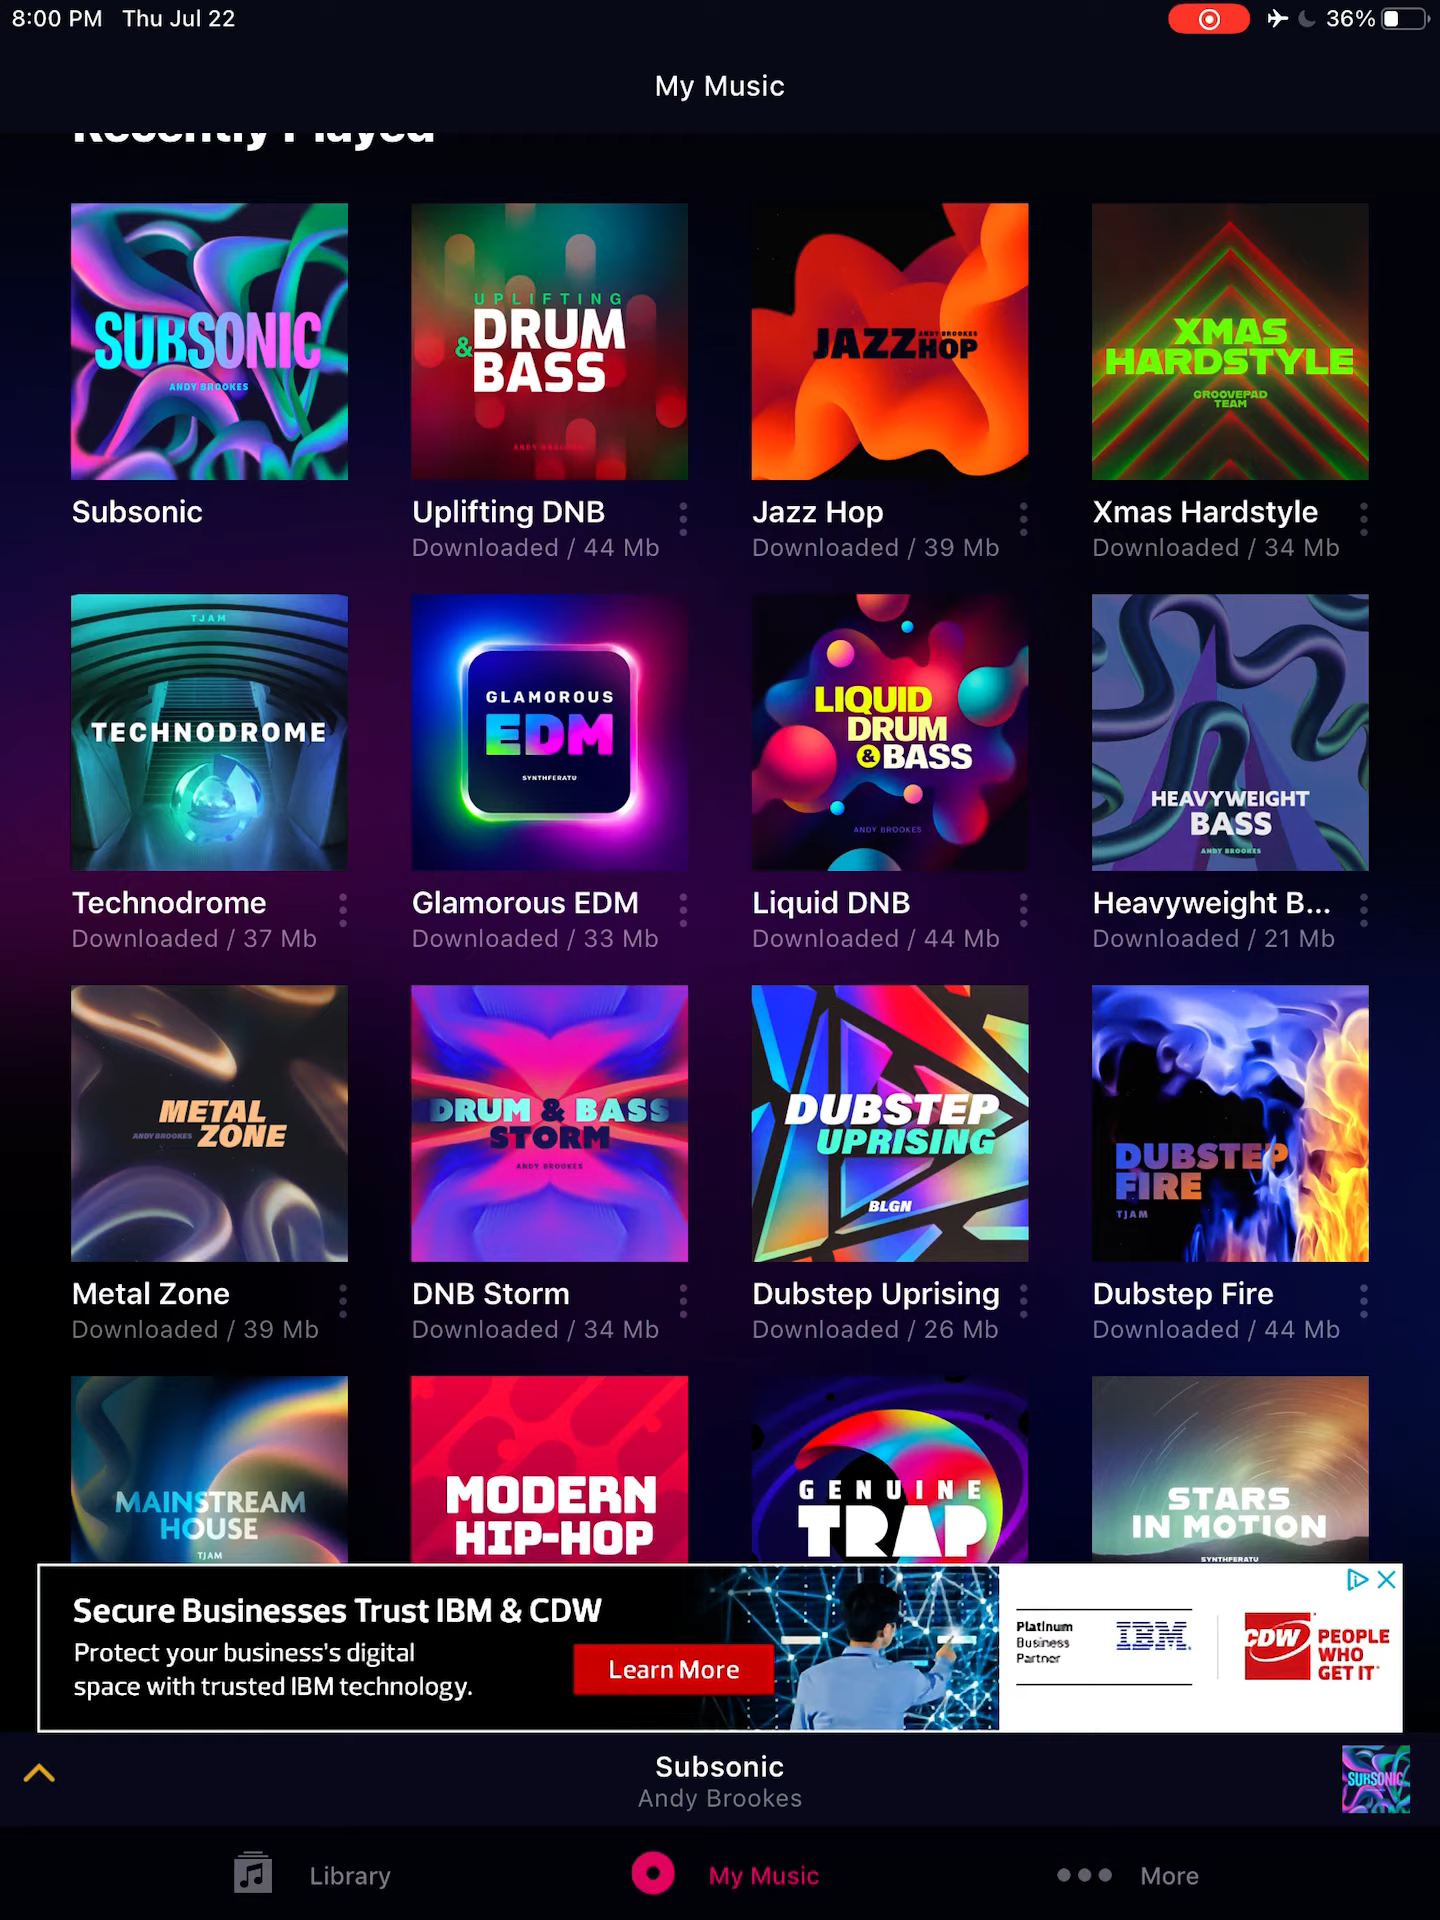 8:00 PM Thu Jul 22
36%
My Music
Recently Played
SUBSONIC
ANDY BROOKES
UPLIFTING
DRUM
& BASS
ANDY BROOKES
JAZZ HOP
ANDY BROOKES
XMAS
HARDSTYLE
GROOVEPAD
TEAM
Subsonic
Uplifting DNB
Downloaded / 44 Mb
Jazz Hop
Downloaded / 39 Mb
Xmas Hardstyle
Downloaded / 34 Mb
TJAM
TECHNODROME
GLAMOROUS
EDM
SYNTHFERATU
LIQUID
DRUM
& BASS
ANDY BROOKES
HEAVYWEIGHT
BASS
ANDY BROOKES
Technodrome
Downloaded / 37 Mb
Glamorous EDM
Downloaded / 33 Mb
Liquid DNB
Downloaded / 44 Mb
Heavyweight B...
Downloaded / 21 Mb
METAL
ANDY BROOKES ZONE
DRUM & BASS
STORM
ANDY BROOKES
DUBSTEP
UPRISING
BLGN
DUBSTEP
FIRE
TJAM
Metal Zone
Downloaded / 39 Mb
DNB Storm
Downloaded / 34 Mb
Dubstep Uprising
Downloaded / 26 Mb
Dubstep Fire
Downloaded / 44 Mb
MAINSTREAM
HOUSE
TJAM
MODERN
HIP-HOP
GENUINE
TRAP
STARS
IN MOTION
SYNTHFERATU
Secure Businesses Trust IBM & CDW
Protect your business's digital
space with trusted IBM technology.
Learn More
Platinum
Business
Partner
IBM
CDW
PEOPLE
WHO
GET IT
Subsonic
Andy Brookes
SUBSONIC
Library
My Music
More